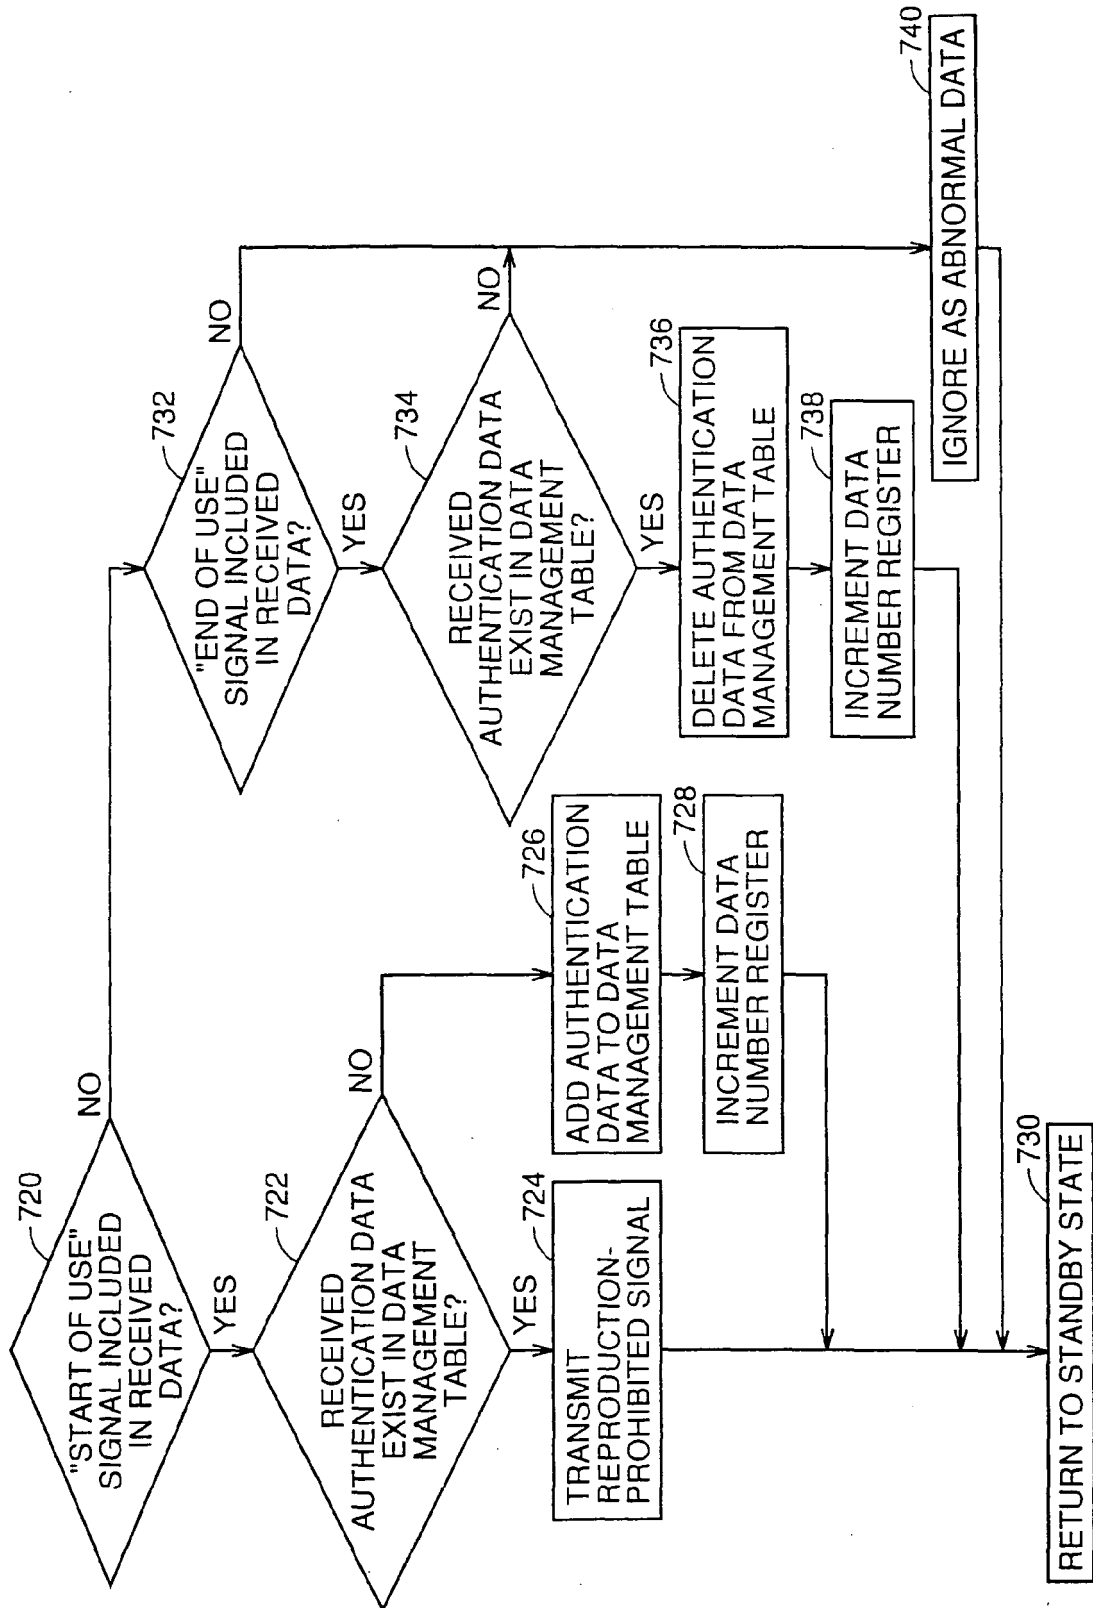 720
"START OF USE"
SIGNAL INCLUDED
IN RECEIVED
DATA?
NO
YES
722
RECEIVED
AUTHENTICATION DATA
EXIST IN DATA
MANAGEMENT
TABLE?
NO
YES
724
TRANSMIT
REPRODUCTION-
PROHIBITED SIGNAL
726
ADD AUTHENTICATION
DATA TO DATA
MANAGEMENT TABLE
728
INCREMENT DATA
NUMBER REGISTER
732
"END OF USE"
SIGNAL INCLUDED
IN RECEIVED
DATA?
NO
YES
734
RECEIVED
AUTHENTICATION DATA
EXIST IN DATA
MANAGEMENT
TABLE?
NO
YES
736
DELETE AUTHENTICATION
DATA FROM DATA
MANAGEMENT TABLE
738
INCREMENT DATA
NUMBER REGISTER
740
IGNORE AS ABNORMAL DATA
730
RETURN TO STANDBY STATE